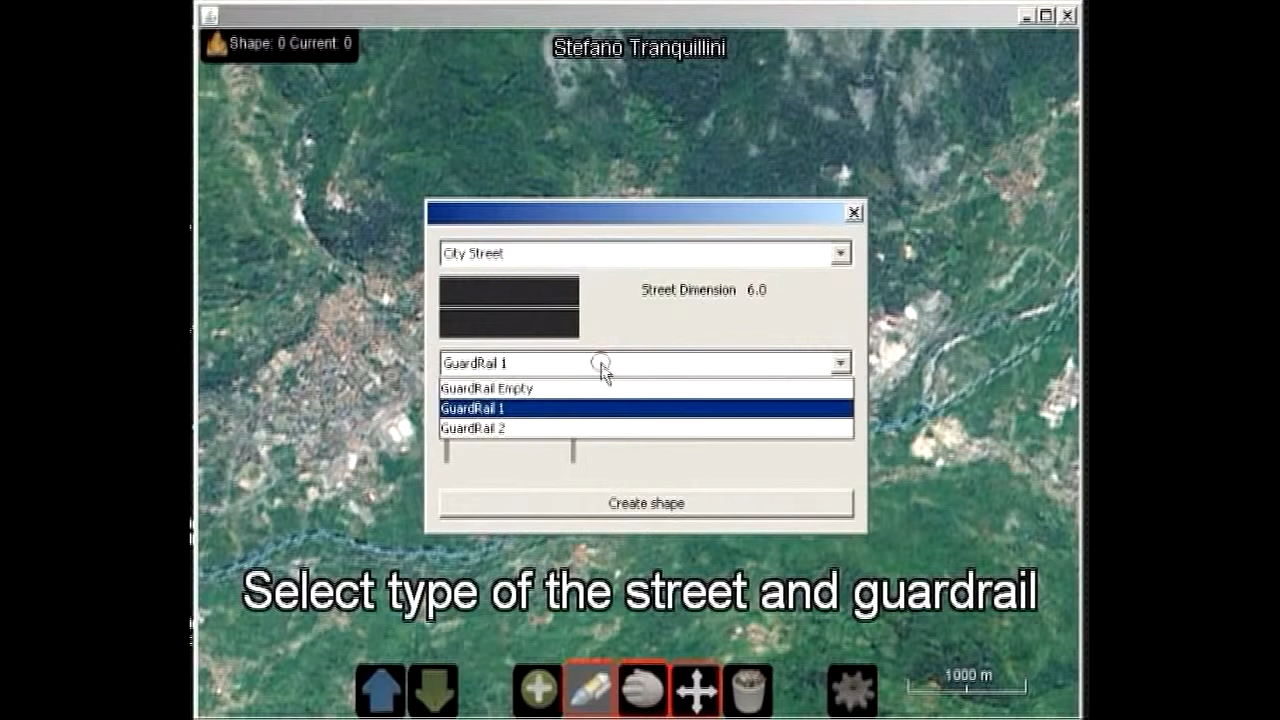 Shape: 0 Current: 0
Stefano Tranquillini
City Street
Street Dimension 6.0
GuardRail 1
GuardRail Empty
GuardRail 1
GuardRail 2
Create shape
Select type of the street and guardrail
1000 m